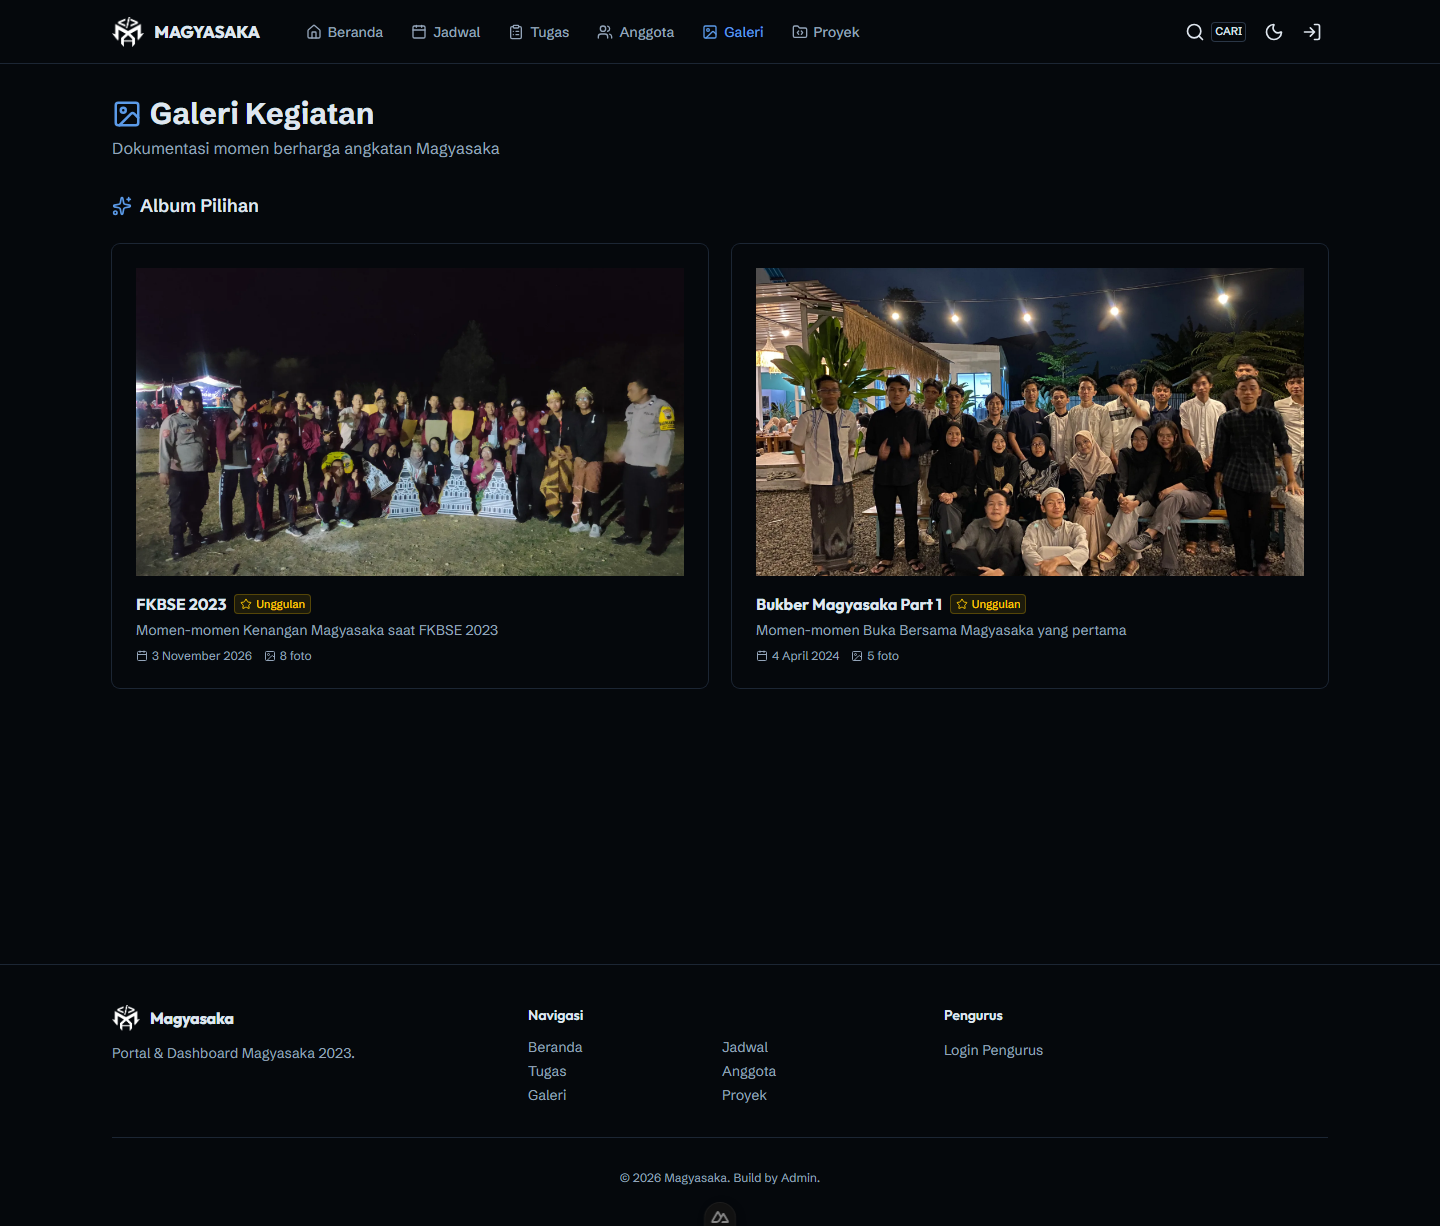 MAGYASAKA
Beranda
Jadwal
Tugas
Anggota
Galeri
Proyek
CARI
Galeri Kegiatan
Dokumentasi momen berharga angkatan Magyasaka
Album Pilihan
FKBSE 2023
Unggulan
Momen-momen Kenangan Magyasaka saat FKBSE 2023
3 November 2026
8 foto
Bukber Magyasaka Part 1
Unggulan
Momen-momen Buka Bersama Magyasaka yang pertama
4 April 2024
5 foto
Magyasaka
Portal & Dashboard Magyasaka 2023.
Navigasi
Beranda
Jadwal
Tugas
Anggota
Galeri
Proyek
Pengurus
Login Pengurus
© 2026 Magyasaka. Build by Admin.